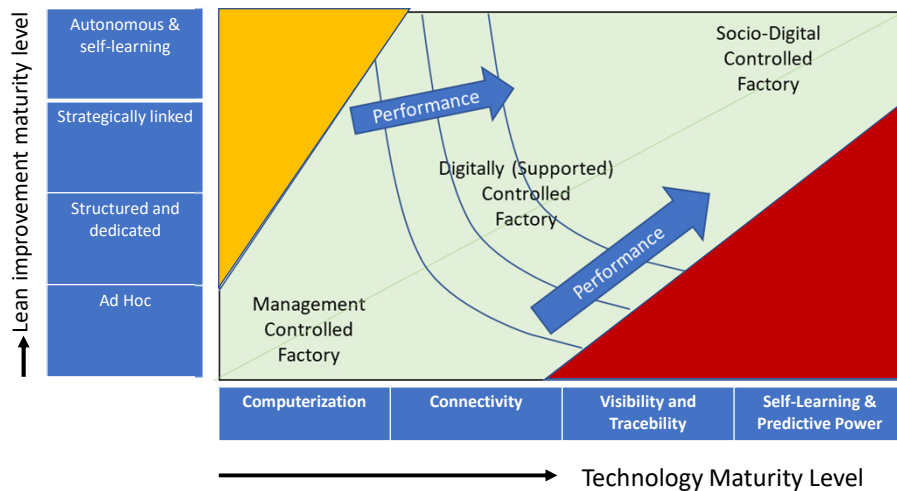 Lean improvement maturity level
Autonomous &
self-learning
Strategically linked
Structured and
dedicated
Ad Hoc
Socio-Digital
Controlled
Factory
Performance
Digitally (Supported)
Controlled
Factory
Performance
Management
Controlled
Factory
Computerization
Connectivity
Visibility and
Tracebility
Self-Learning &
Predictive Power
Technology Maturity Level